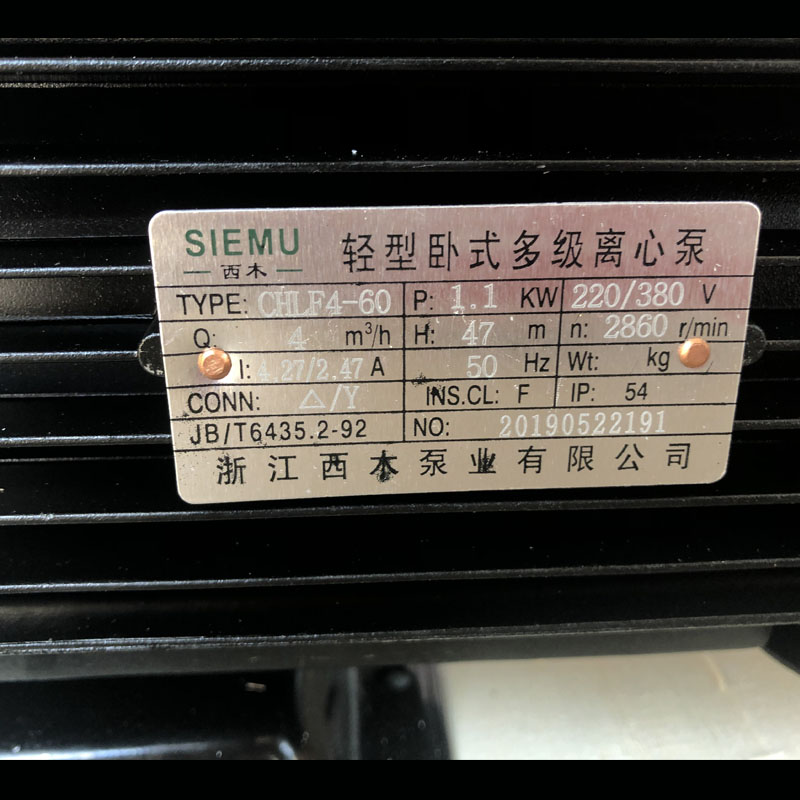 SIEMU 轻型卧式多级离心泵
— 西木 —
TYPE: CHLF4-60 P: 1.1 KW 220/380 V
Q: 4 m³/h H: 47 m n: 2860 r/min
I: 4.27/2.47 A 50 Hz Wt: kg
CONN: △/Y INS.CL: F IP: 54
JB/T6435.2-92 NO: 20190522191
浙江西木泵业有限公司